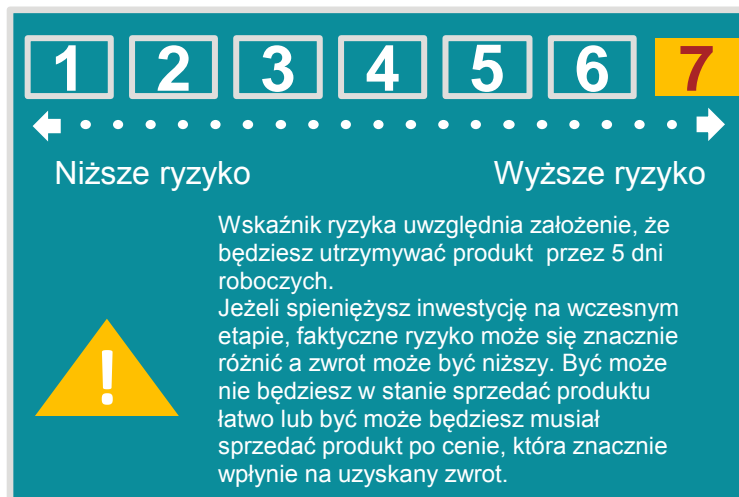 1 2 3 4 5 6 7
Niższe ryzyko Wyższe ryzyko
Wskaźnik ryzyka uwzględnia założenie, że
będziesz utrzymywać produkt przez 5 dni
roboczych.
Jeżeli spieniężysz inwestycję na wczesnym
etapie, faktyczne ryzyko może się znacznie
różnić a zwrot może być niższy. Być może
nie będziesz w stanie sprzedać produktu
łatwo lub być może będziesz musiał
sprzedać produkt po cenie, która znacznie
wpłynie na uzyskany zwrot.
!